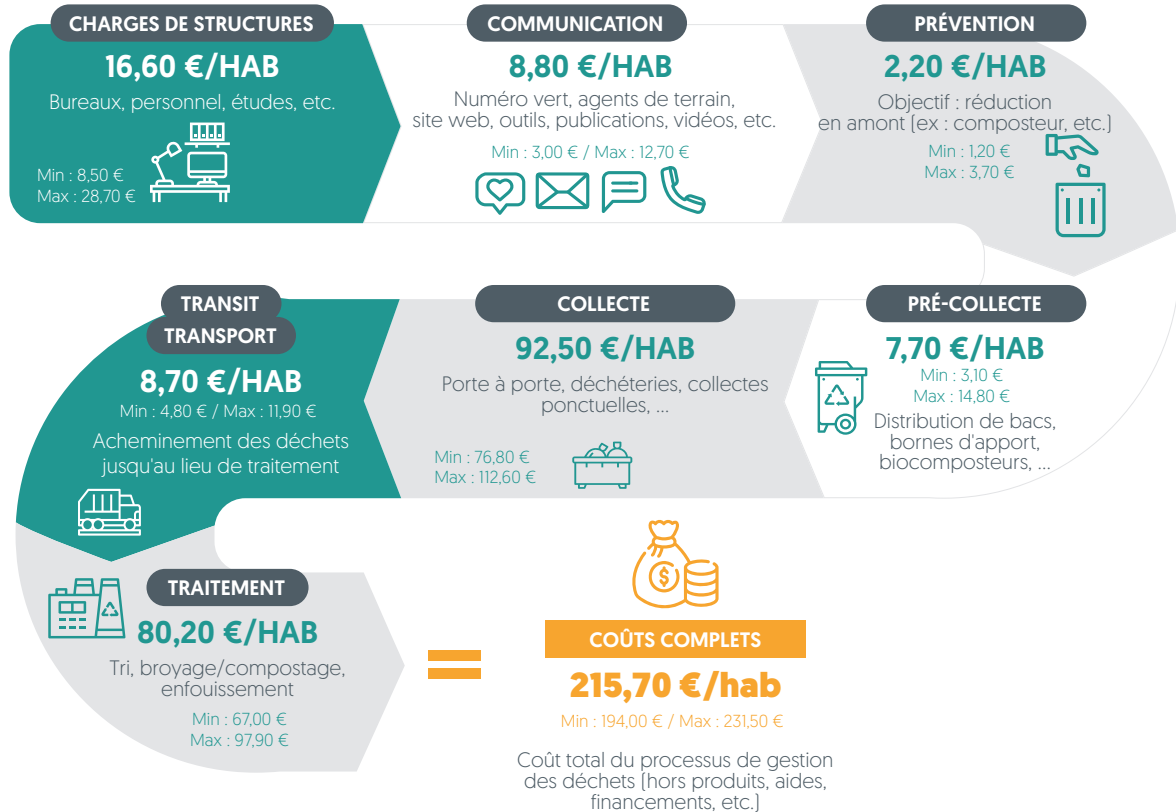 CHARGES DE STRUCTURES
16,60 €/HAB
Bureaux, personnel, études, etc.
Min : 8,50 €
Max : 28,70 €
COMMUNICATION
8,80 €/HAB
Numéro vert, agents de terrain,
site web, outils, publications, vidéos, etc.
Min : 3,00 € / Max : 12,70 €
PRÉVENTION
2,20 €/HAB
Objectif : réduction
en amont (ex : composteur, etc.)
Min : 1,20 €
Max : 3,70 €
PRÉ-COLLECTE
7,70 €/HAB
Min : 3,10 €
Max : 14,80 €
Distribution de bacs,
bornes d'apport,
biocomposteurs, ...
COLLECTE
92,50 €/HAB
Porte à porte, déchéteries, collectes
ponctuelles, ...
Min : 76,80 €
Max : 112,60 €
TRANSIT
TRANSPORT
8,70 €/HAB
Min : 4,80 € / Max : 11,90 €
Acheminement des déchets
jusqu'au lieu de traitement
TRAITEMENT
80,20 €/HAB
Tri, broyage/compostage,
enfouissement
Min : 67,00 €
Max : 97,90 €
=
$
COÛTS COMPLETS
215,70 €/hab
Min : 194,00 € / Max : 231,50 €
Coût total du processus de gestion
des déchets (hors produits, aides,
financements, etc.)